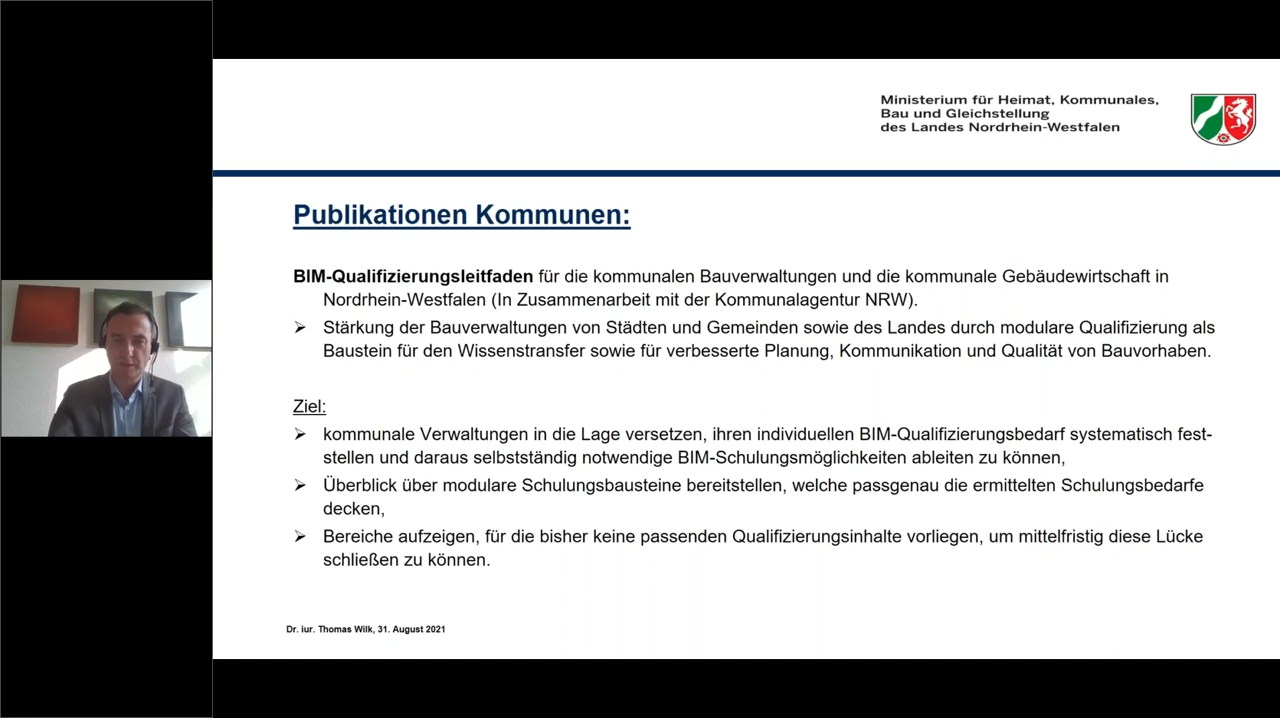 Ministerium für Heimat, Kommunales,
Bau und Gleichstellung
des Landes Nordrhein-Westfalen
Publikationen Kommunen:
BIM-Qualifizierungsleitfaden für die kommunalen Bauverwaltungen und die kommunale Gebäudewirtschaft in
Nordrhein-Westfalen (In Zusammenarbeit mit der Kommunalagentur NRW).
➢ Stärkung der Bauverwaltungen von Städten und Gemeinden sowie des Landes durch modulare Qualifizierung als
Baustein für den Wissenstransfer sowie für verbesserte Planung, Kommunikation und Qualität von Bauvorhaben.
Ziel:
➢ kommunale Verwaltungen in die Lage versetzen, ihren individuellen BIM-Qualifizierungsbedarf systematisch fest-
stellen und daraus selbstständig notwendige BIM-Schulungsmöglichkeiten ableiten zu können,
➢ Überblick über modulare Schulungsbausteine bereitstellen, welche passgenau die ermittelten Schulungsbedarfe
decken,
➢ Bereiche aufzeigen, für die bisher keine passenden Qualifizierungsinhalte vorliegen, um mittelfristig diese Lücke
schließen zu können.
Dr. iur. Thomas Wilk, 31. August 2021